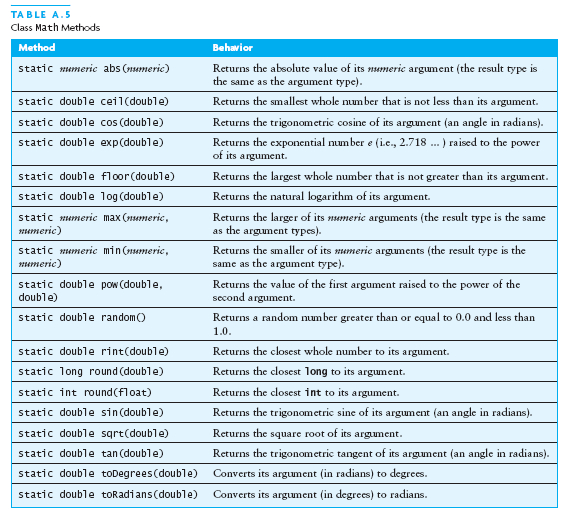 TABLE A.5
Class Math Methods
Method Behavior
static numeric abs(numeric) Returns the absolute value of its numeric argument (the result type is
the same as the argument type).
static double ceil(double) Returns the smallest whole number that is not less than its argument.
static double cos(double) Returns the trigonometric cosine of its argument (an angle in radians).
static double exp(double) Returns the exponential number e (i.e., 2.718 ... ) raised to the power
of its argument.
static double floor(double) Returns the largest whole number that is not greater than its argument.
static double log(double) Returns the natural logarithm of its argument.
static numeric max(numeric, Returns the larger of its numeric arguments (the result type is the same
numeric) as the argument types).
static numeric min(numeric, Returns the smaller of its numeric arguments (the result type is the
numeric) same as the argument type).
static double pow(double, Returns the value of the first argument raised to the power of the
double) second argument.
static double random() Returns a random number greater than or equal to 0.0 and less than
1.0.
static double rint(double) Returns the closest whole number to its argument.
static long round(double) Returns the closest long to its argument.
static int round(float) Returns the closest int to its argument.
static double sin(double) Returns the trigonometric sine of its argument (an angle in radians).
static double sqrt(double) Returns the square root of its argument.
static double tan(double) Returns the trigonometric tangent of its argument (an angle in radians).
static double toDegrees(double) Converts its argument (in radians) to degrees.
static double toRadians(double) Converts its argument (in degrees) to radians.